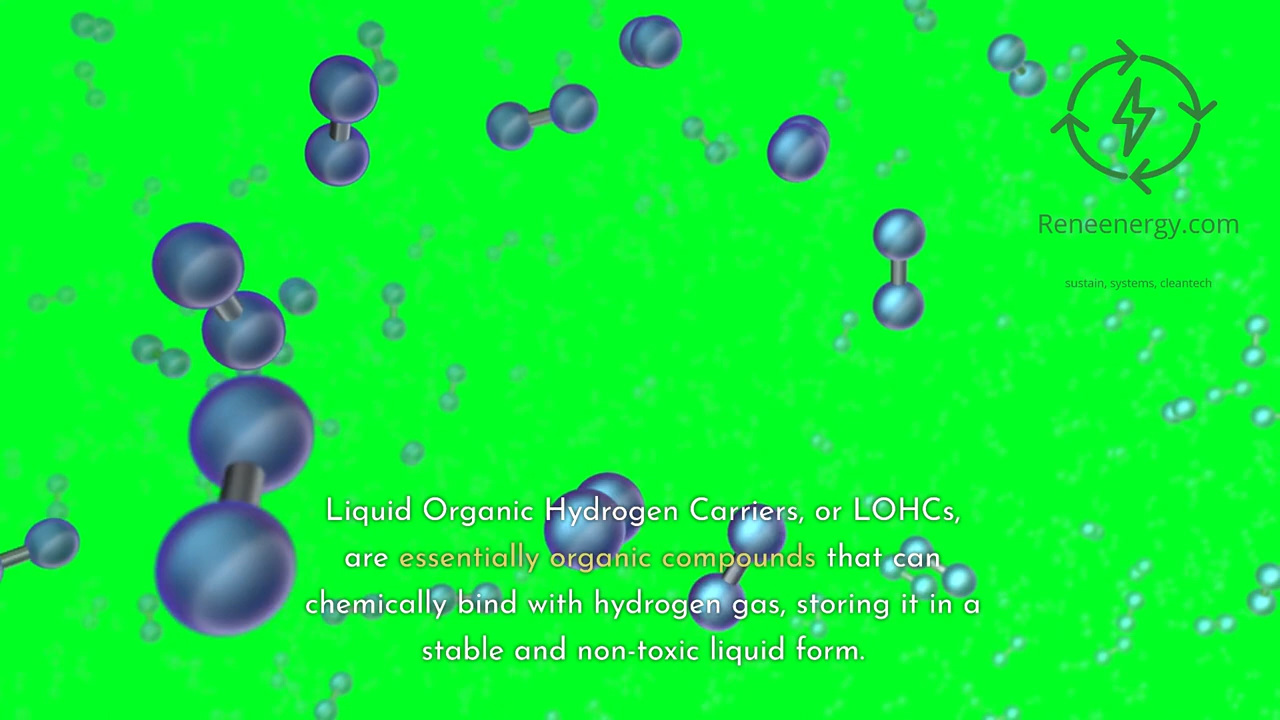 Reneenergy.com
sustain, systems, cleantech
Liquid Organic Hydrogen Carriers, or LOHCs,
are essentially organic compounds that can
chemically bind with hydrogen gas, storing it in a
stable and non-toxic liquid form.